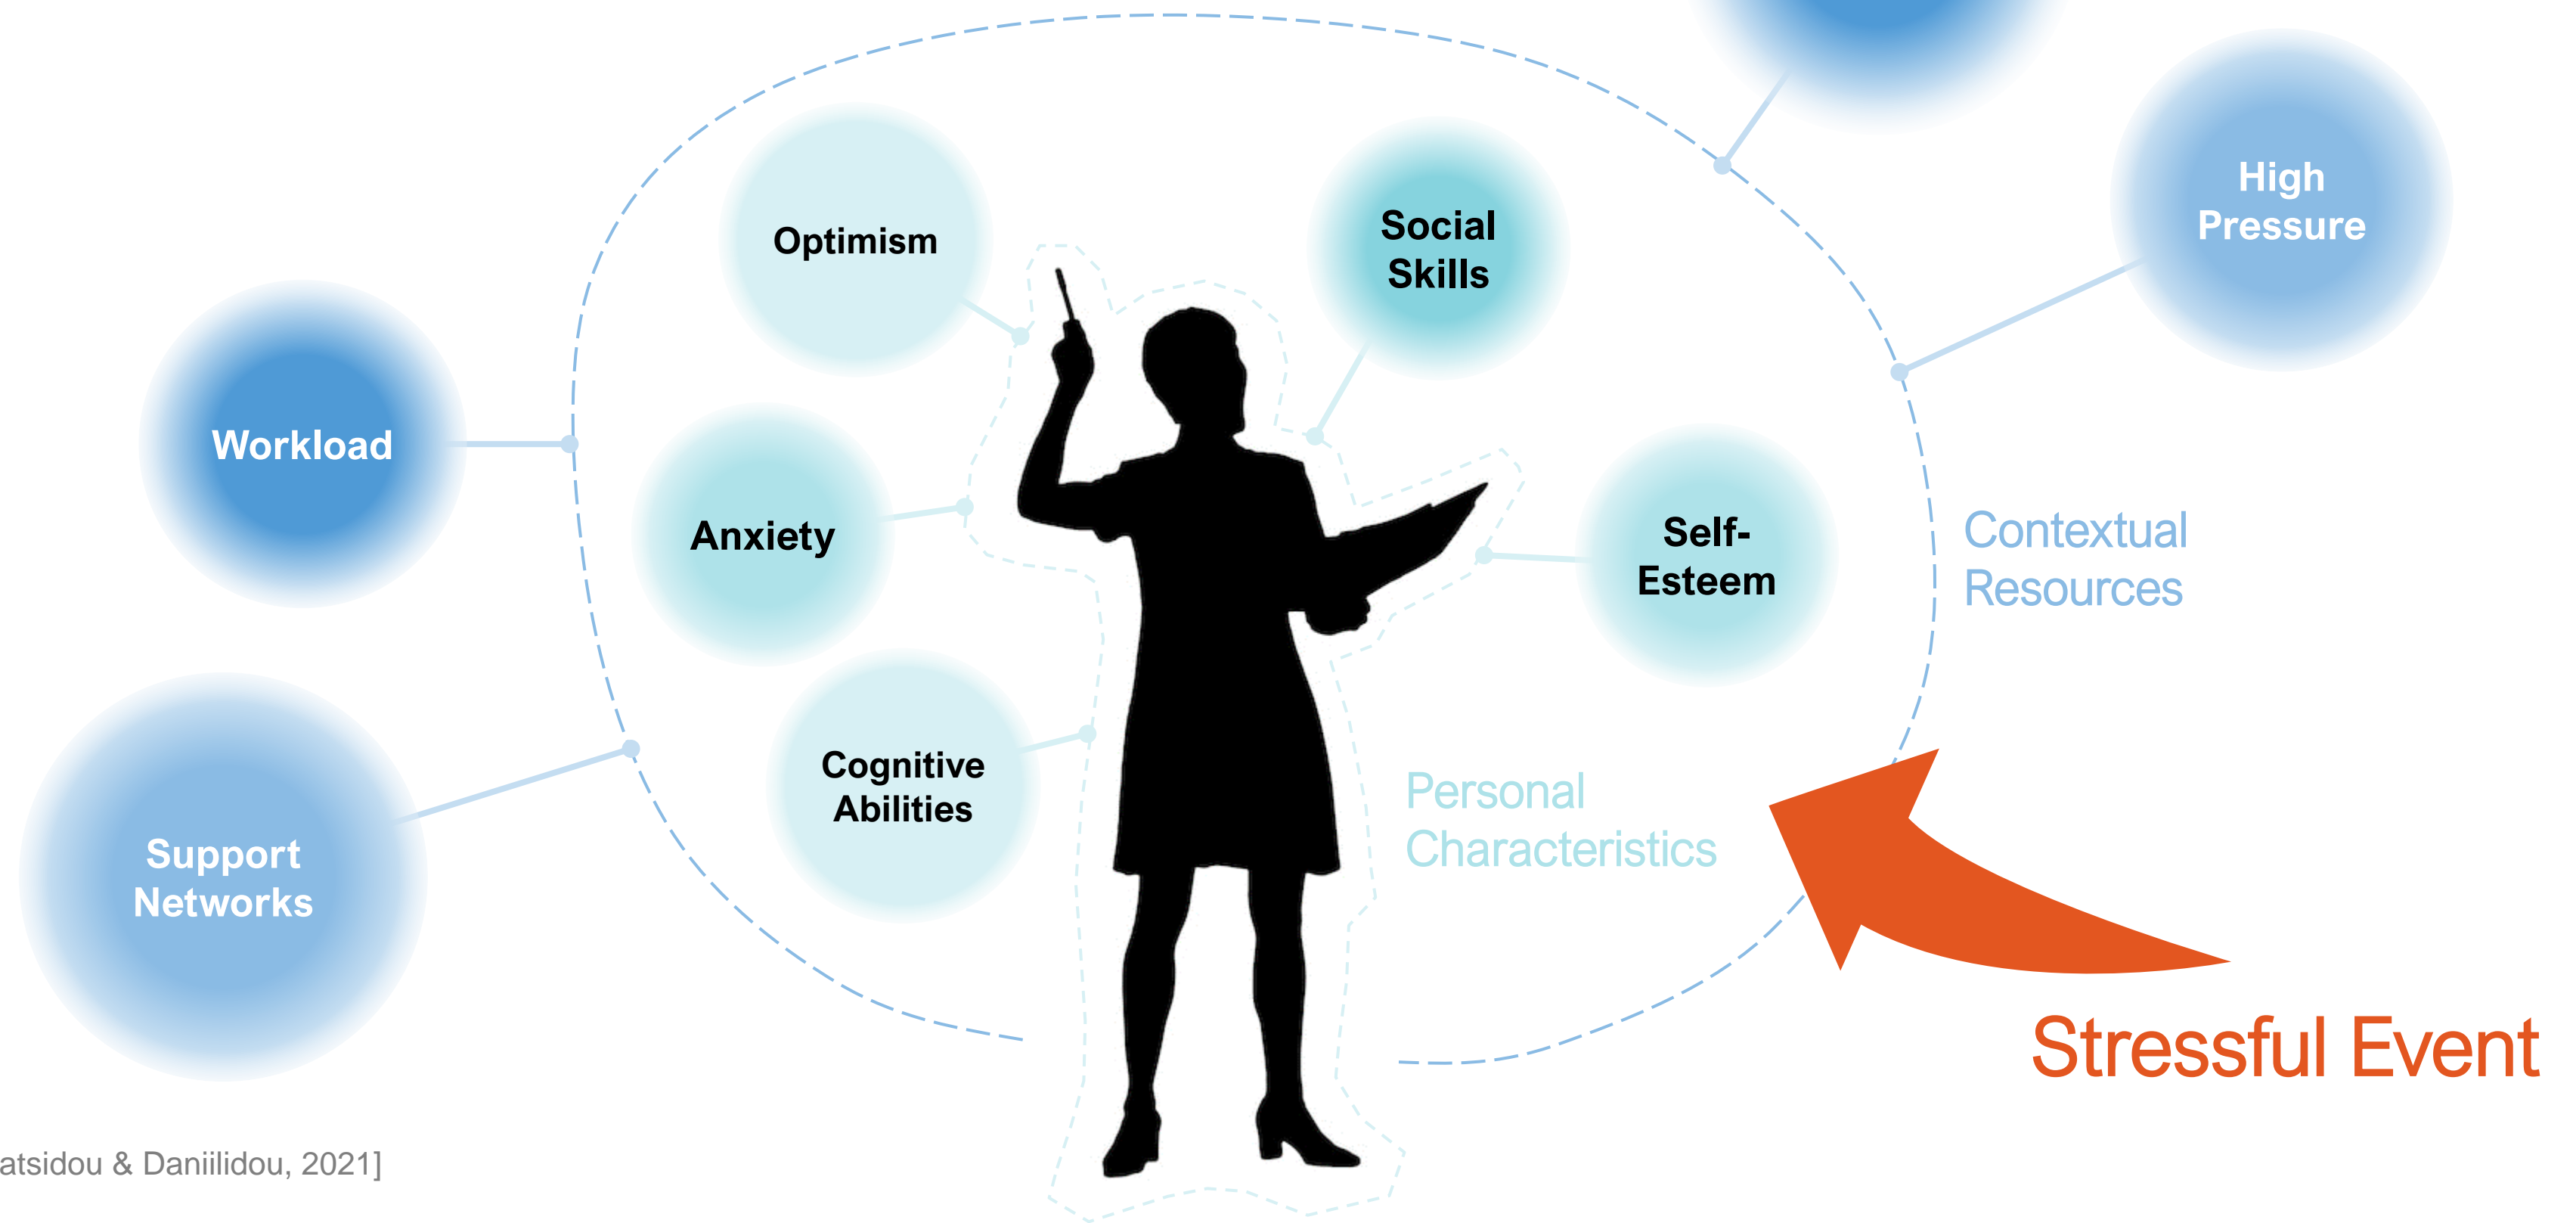 Optimism
Social
Skills
High
Pressure
Workload
Anxiety
Self-
Esteem
Contextual
Resources
Cognitive
Abilities
Personal
Characteristics
Support
Networks
Stressful Event
atsidou & Daniilidou, 2021]